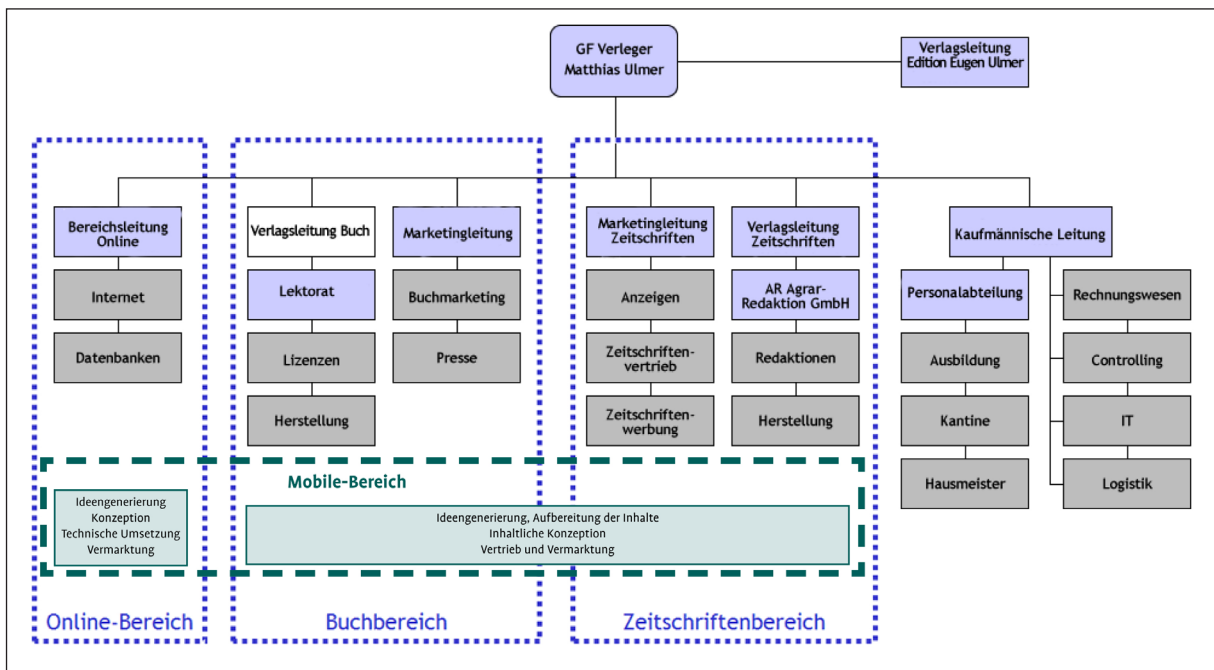 GF Verleger
Matthias Ulmer
Verlagsleitung
Edition Eugen Ulmer
Bereichsleitung
Online
Internet
Datenbanken
Verlagsleitung Buch
Lektorat
Lizenzen
Herstellung
Marketingleitung
Buchmarketing
Presse
Marketingleitung
Zeitschriften
Anzeigen
Zeitschriften-
vertrieb
Zeitschriften-
werbung
Verlagsleitung
Zeitschriften
AR Agrar-
Redaktion GmbH
Redaktionen
Herstellung
Kaufmännische Leitung
Personalabteilung
Ausbildung
Kantine
Hausmeister
Rechnungswesen
Controlling
IT
Logistik
Mobile-Bereich
Ideengenerierung
Konzeption
Technische Umsetzung
Vermarktung
Ideengenerierung, Aufbereitung der Inhalte
Inhaltliche Konzeption
Vertrieb und Vermarktung
Online-Bereich
Buchbereich
Zeitschriftenbereich